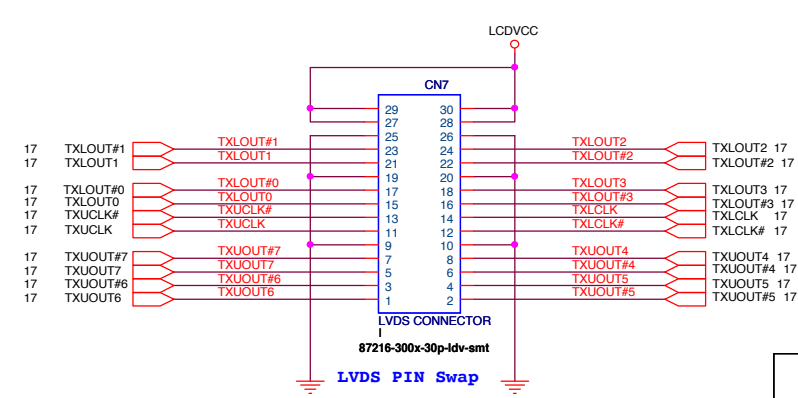 LCDVCC
CN7
29 30
27 28
25 26
17 TXLOUT#1 TXLOUT#1 23 24 TXLOUT2 TXLOUT2 17
17 TXLOUT1 TXLOUT1 21 22 TXLOUT#2 TXLOUT#2 17
19 20
17 TXLOUT#0 TXLOUT#0 17 18 TXLOUT3 TXLOUT3 17
17 TXLOUT0 TXLOUT0 15 16 TXLOUT#3 TXLOUT#3 17
17 TXUCLK# TXUCLK# 13 14 TXLCLK TXLCLK 17
17 TXUCLK TXUCLK 11 12 TXLCLK# TXLCLK# 17
9 10
17 TXUOUT#7 TXUOUT#7 7 8 TXUOUT4 TXUOUT4 17
17 TXUOUT7 TXUOUT7 5 6 TXUOUT#4 TXUOUT#4 17
17 TXUOUT#6 TXUOUT#6 3 4 TXUOUT5 TXUOUT5 17
17 TXUOUT6 TXUOUT6 1 2 TXUOUT#5 TXUOUT#5 17
LVDS CONNECTOR
87216-300x-30p-ldv-smt
LVDS PIN Swap